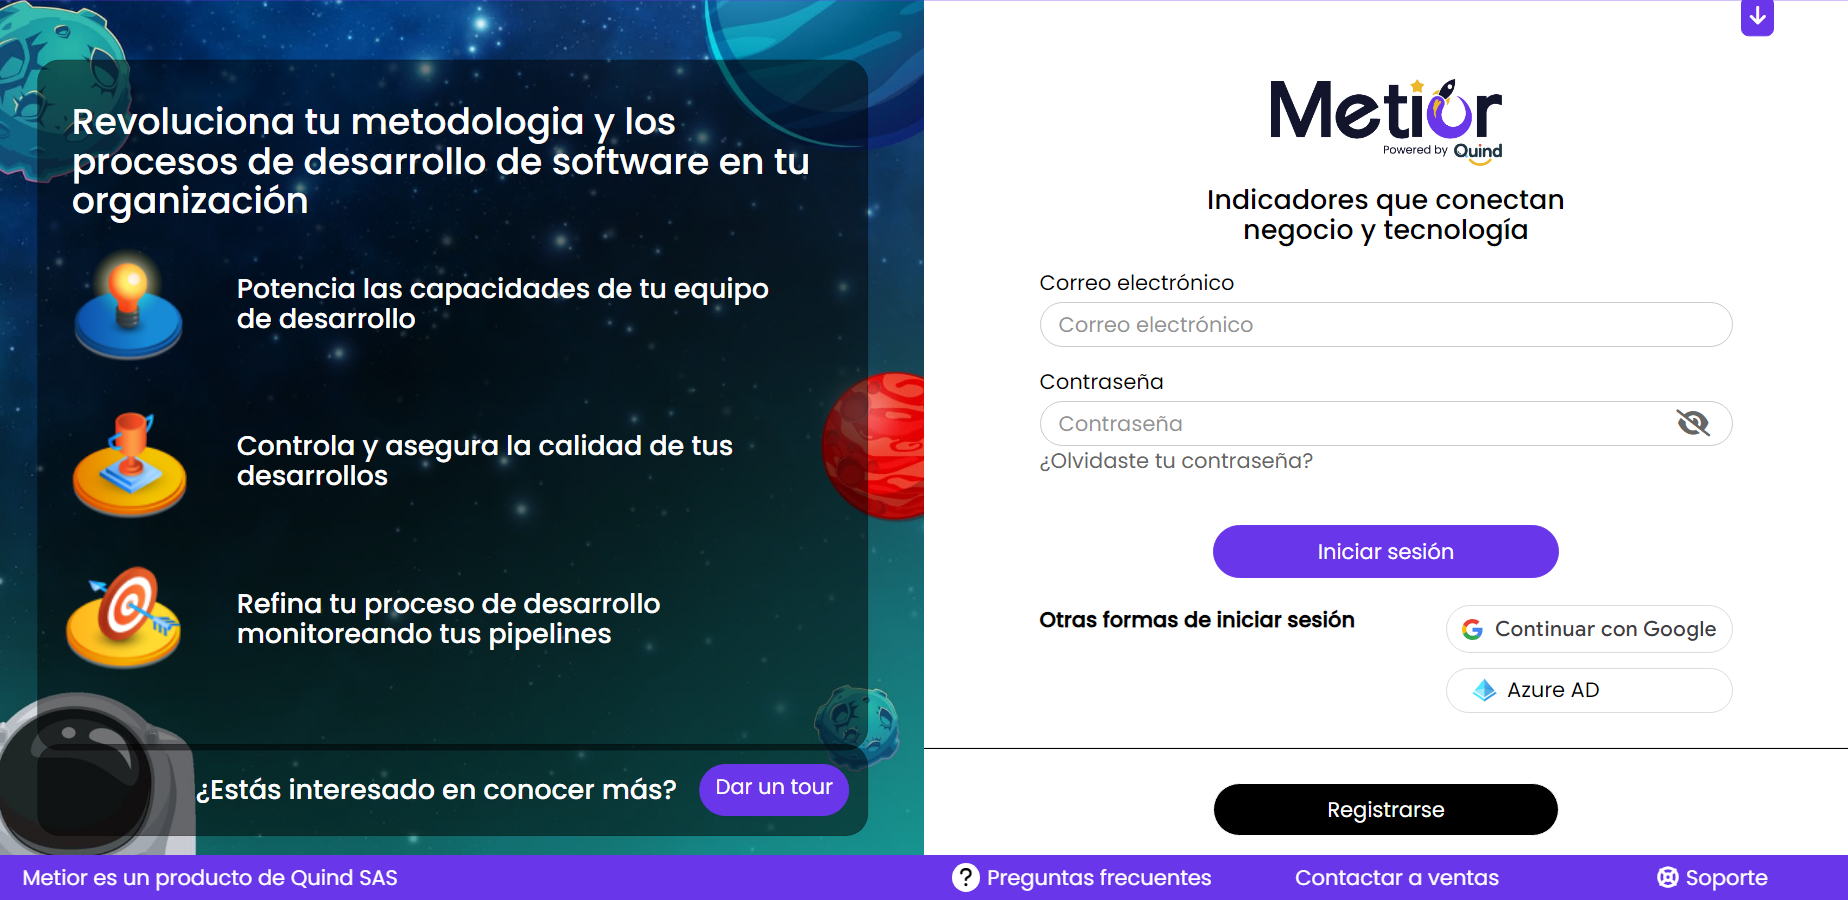 Revoluciona tu metodologia y los
procesos de desarrollo de software en tu
organización
Potencia las capacidades de tu equipo
de desarrollo
Controla y asegura la calidad de tus
desarrollos
Refina tu proceso de desarrollo
monitoreando tus pipelines
¿Estás interesado en conocer más?
Dar un tour
Metior
Powered by Quind
Indicadores que conectan
negocio y tecnología
Correo electrónico
Correo electrónico
Contraseña
Contraseña
¿Olvidaste tu contraseña?
Iniciar sesión
Otras formas de iniciar sesión
Continuar con Google
Azure AD
Registrarse
Metior es un producto de Quind SAS
? Preguntas frecuentes
Contactar a ventas
Soporte